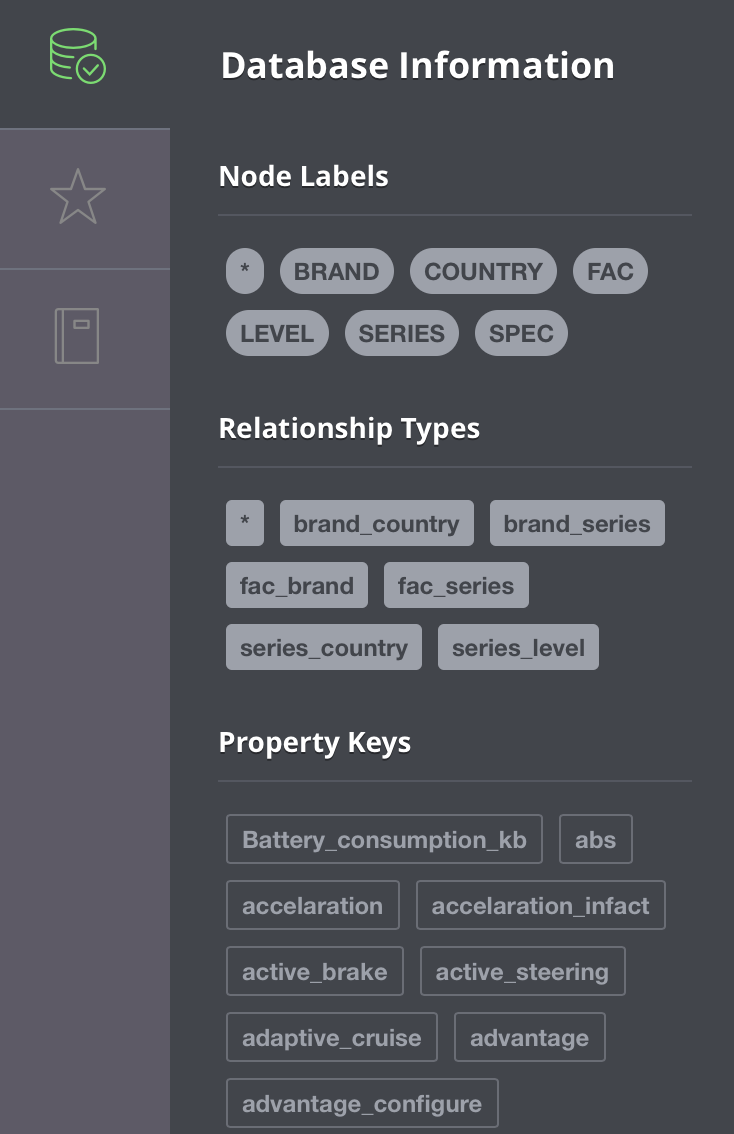 Database Information
Node Labels
* BRAND COUNTRY FAC
LEVEL SERIES SPEC
Relationship Types
* brand_country brand_series
fac_brand fac_series
series_country series_level
Property Keys
Battery_consumption_kb abs
accelaration accelaration_infact
active_brake active_steering
adaptive_cruise advantage
advantage_configure